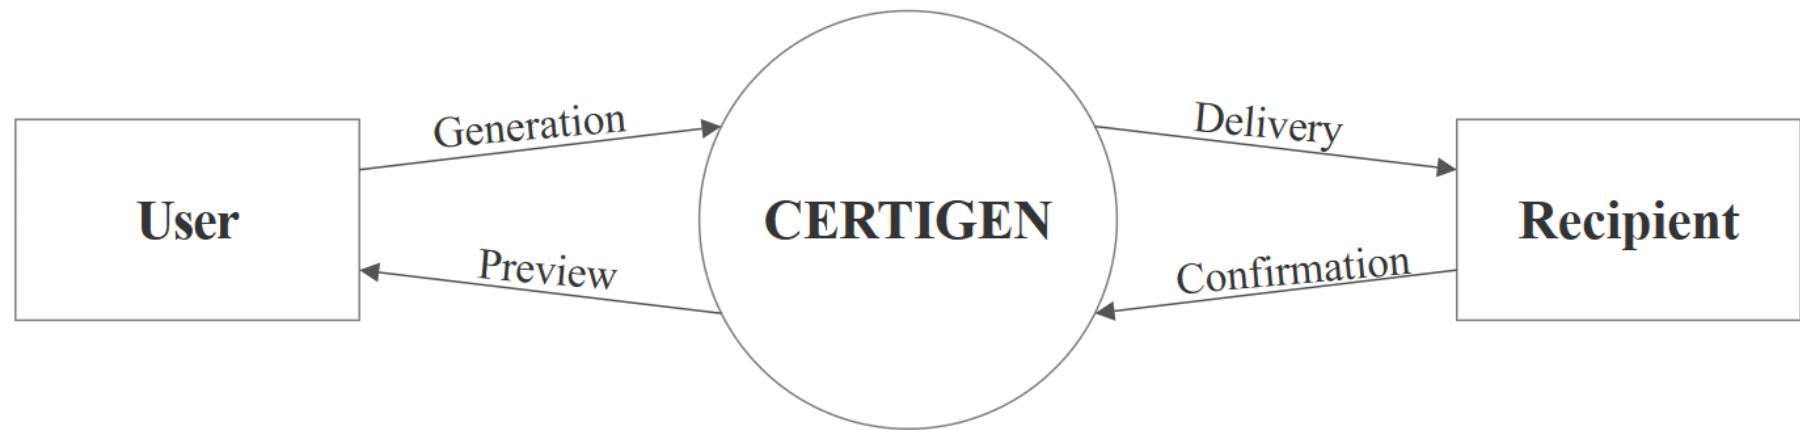 User
Generation
Preview
CERTIGEN
Delivery
Confirmation
Recipient